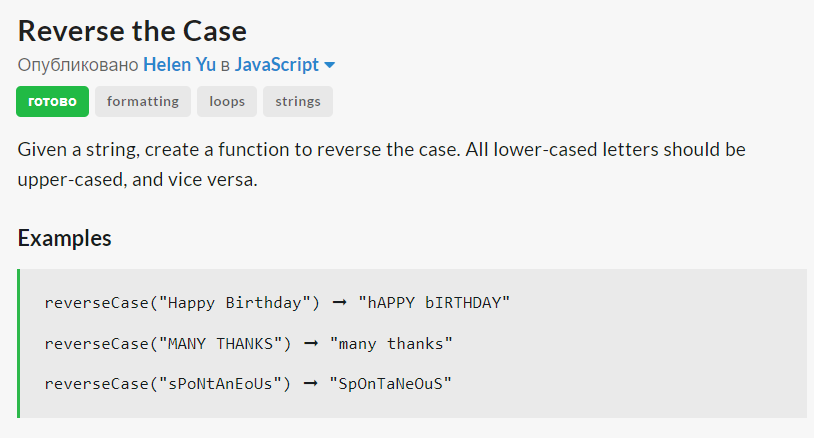 Reverse the Case
Опубликовано Helen Yu в JavaScript
готово formatting loops strings
Given a string, create a function to reverse the case. All lower-cased letters should be
upper-cased, and vice versa.
Examples
reverseCase("Happy Birthday") ➞ "hAPPY bIRTHDAY"
reverseCase("MANY THANKS") ➞ "many thanks"
reverseCase("sPoNtAnEoUs") ➞ "SpOnTaNeOuS"